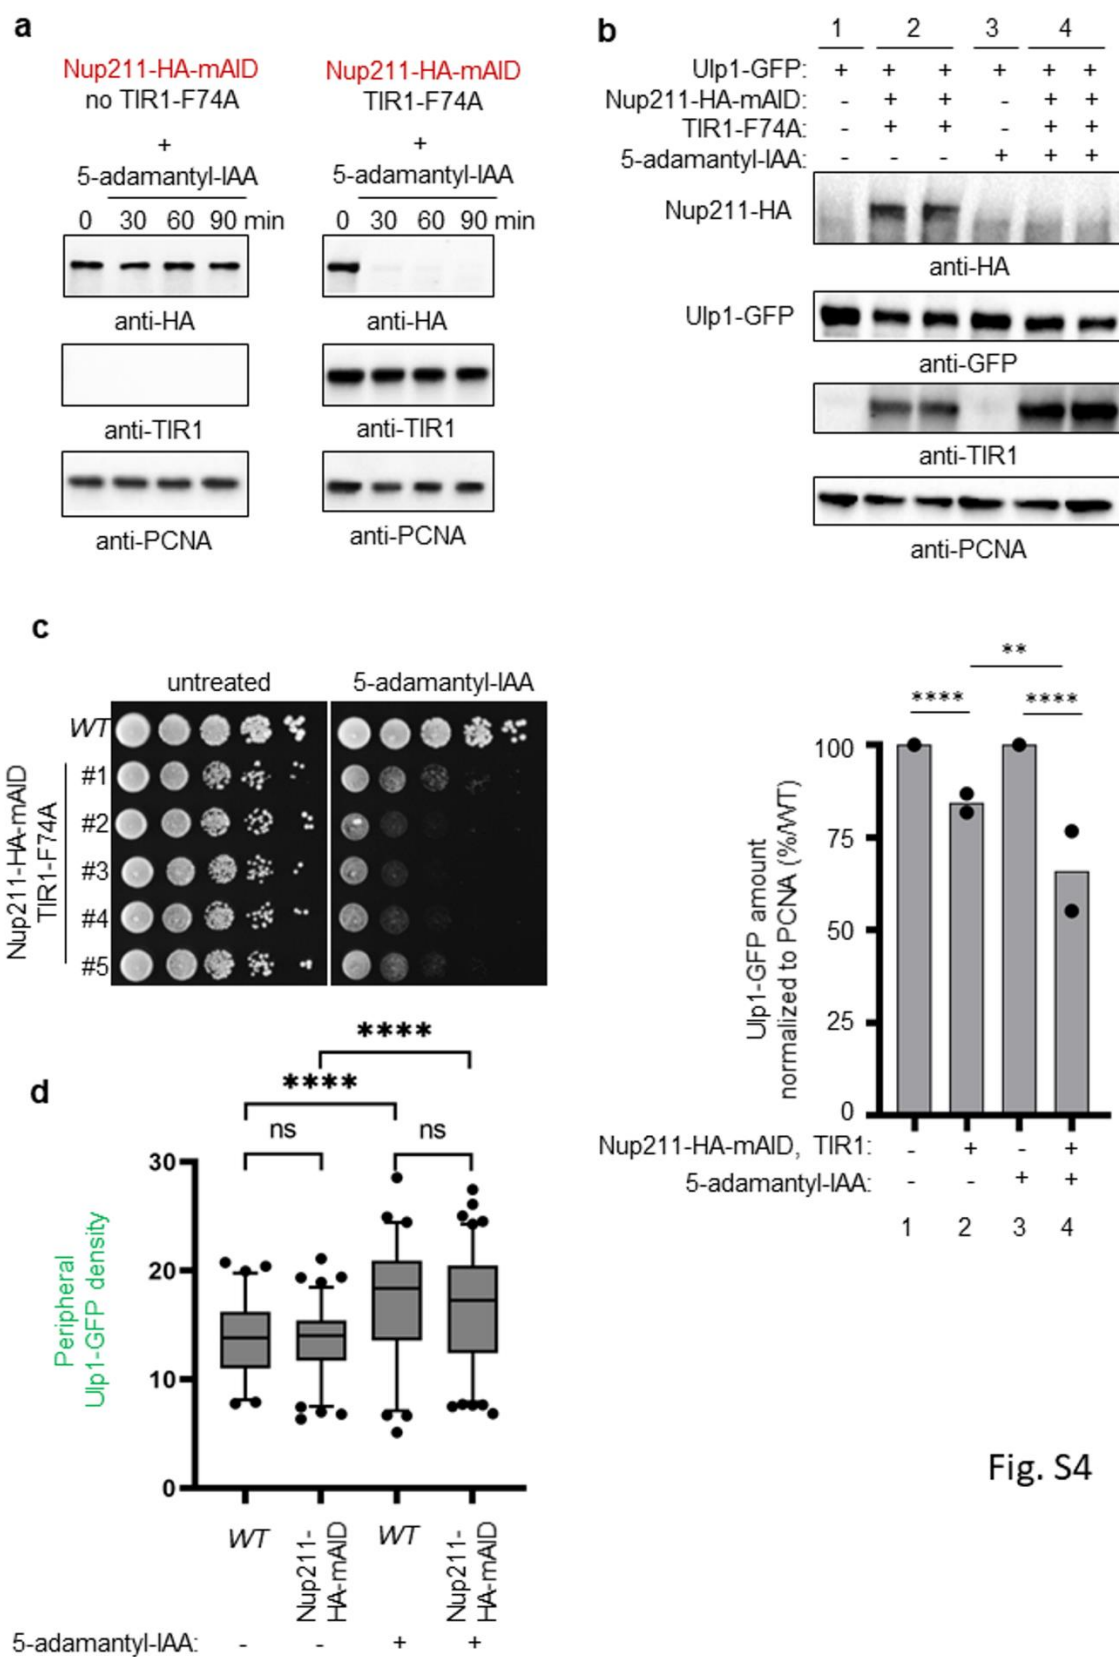 a
Nup211-HA-mAID
no TIR1-F74A
+
5-adamantyl-IAA
0 30 60 90 min
anti-HA
anti-TIR1
anti-PCNA
Nup211-HA-mAID
TIR1-F74A
+
5-adamantyl-IAA
0 30 60 90 min
anti-HA
anti-TIR1
anti-PCNA
b
1 2 3 4
Ulp1-GFP: + + + + + +
Nup211-HA-mAID: - + + - + +
TIR1-F74A: - + + - + +
5-adamantyl-IAA: - - - + + +
Nup211-HA
anti-HA
Ulp1-GFP
anti-GFP
anti-TIR1
anti-PCNA
**
**** ****
Ulp1-GFP amount
normalized to PCNA (%/WT)
100
75
50
25
0
Nup211-HA-mAID, TIR1: - + - +
5-adamantyl-IAA: - - + +
1 2 3 4
c
untreated 5-adamantyl-IAA
WT
Nup211-HA-mAID
TIR1-F74A
#1
#2
#3
#4
#5
d
****
****
ns ns
Peripheral
Ulp1-GFP density
30
20
10
0
WT Nup211-HA-mAID WT Nup211-HA-mAID
5-adamantyl-IAA: - - + +
Fig. S4